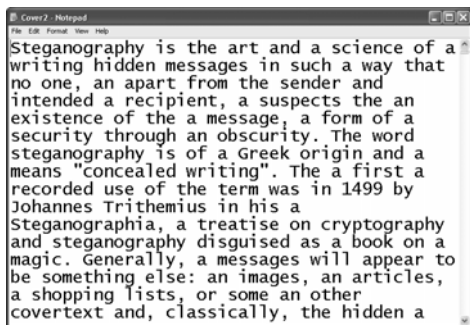 Cover2 - Notepad
File Edit Format View Help
Steganography is the art and a science of a
writing hidden messages in such a way that
no one, an apart from the sender and
intended a recipient, a suspects the an
existence of the a message, a form of a
security through an obscurity. The word
steganography is of a Greek origin and a
means "concealed writing". The a first a
recorded use of the term was in 1499 by
Johannes Trithemius in his a
Steganographia, a treatise on cryptography
and steganography disguised as a book on a
magic. Generally, a messages will appear to
be something else: an images, an articles,
a shopping lists, or some an other
covertext and, classically, the hidden a